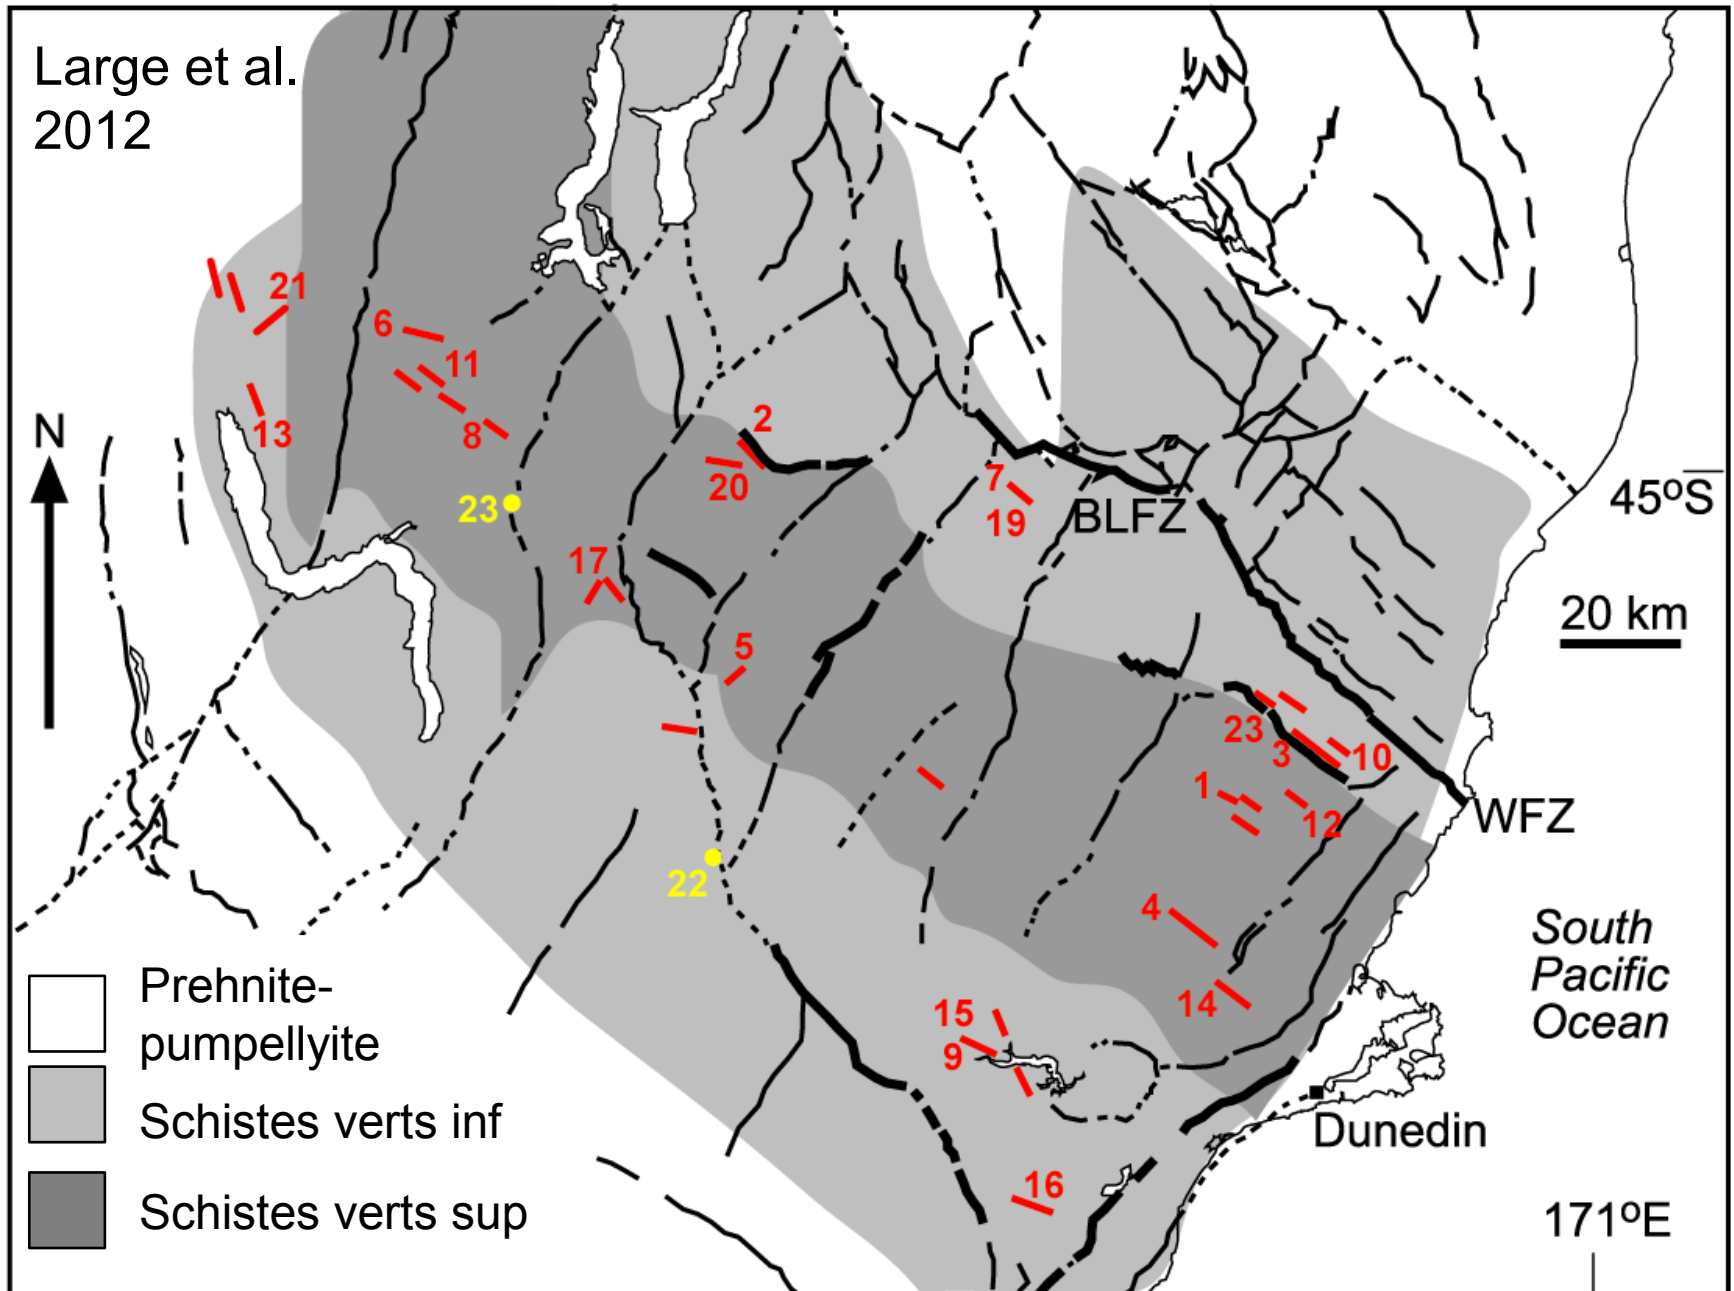 Large et al.
2012
21
6
11
13
8
N
2
20
23
7
19
BLFZ
45°S
17
20 km
5
23
3
10
1
12
WFZ
22
4
South
Pacific
Ocean
14
15
9
Prehnite-
pumpellyite
Schistes verts inf
Schistes verts sup
Dunedin
16
171°E